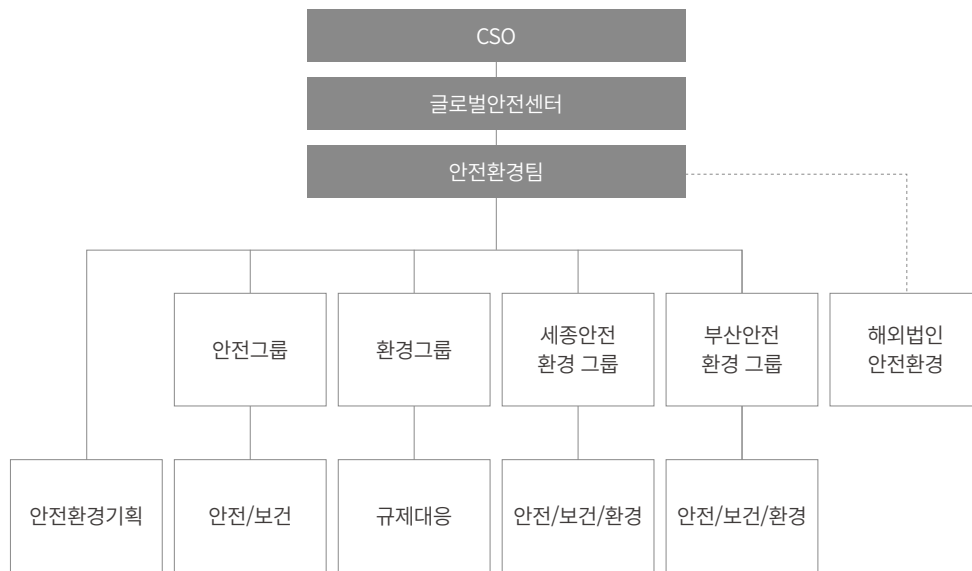 CSO
글로벌안전센터
안전환경팀
안전그룹
환경그룹
세종안전
환경 그룹
부산안전
환경 그룹
해외법인
안전환경
안전환경기획
안전/보건
규제대응
안전/보건/환경
안전/보건/환경